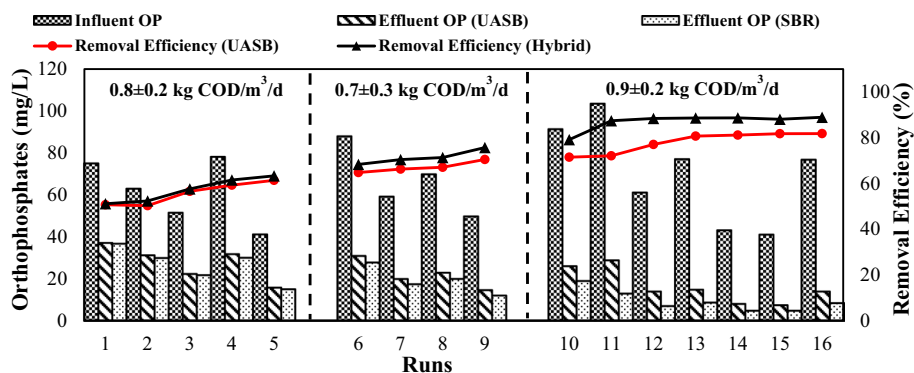 Influent OP
Effluent OP (UASB)
Effluent OP (SBR)
Removal Efficiency (UASB)
Removal Efficiency (Hybrid)
Orthophosphates (mg/L)
120
100
80
60
40
20
0
0.8±0.2 kg COD/m³/d
0.7±0.3 kg COD/m³/d
0.9±0.2 kg COD/m³/d
100
80
60
40
20
0
Removal Efficiency (%)
1 2 3 4 5 6 7 8 9 10 11 12 13 14 15 16
Runs